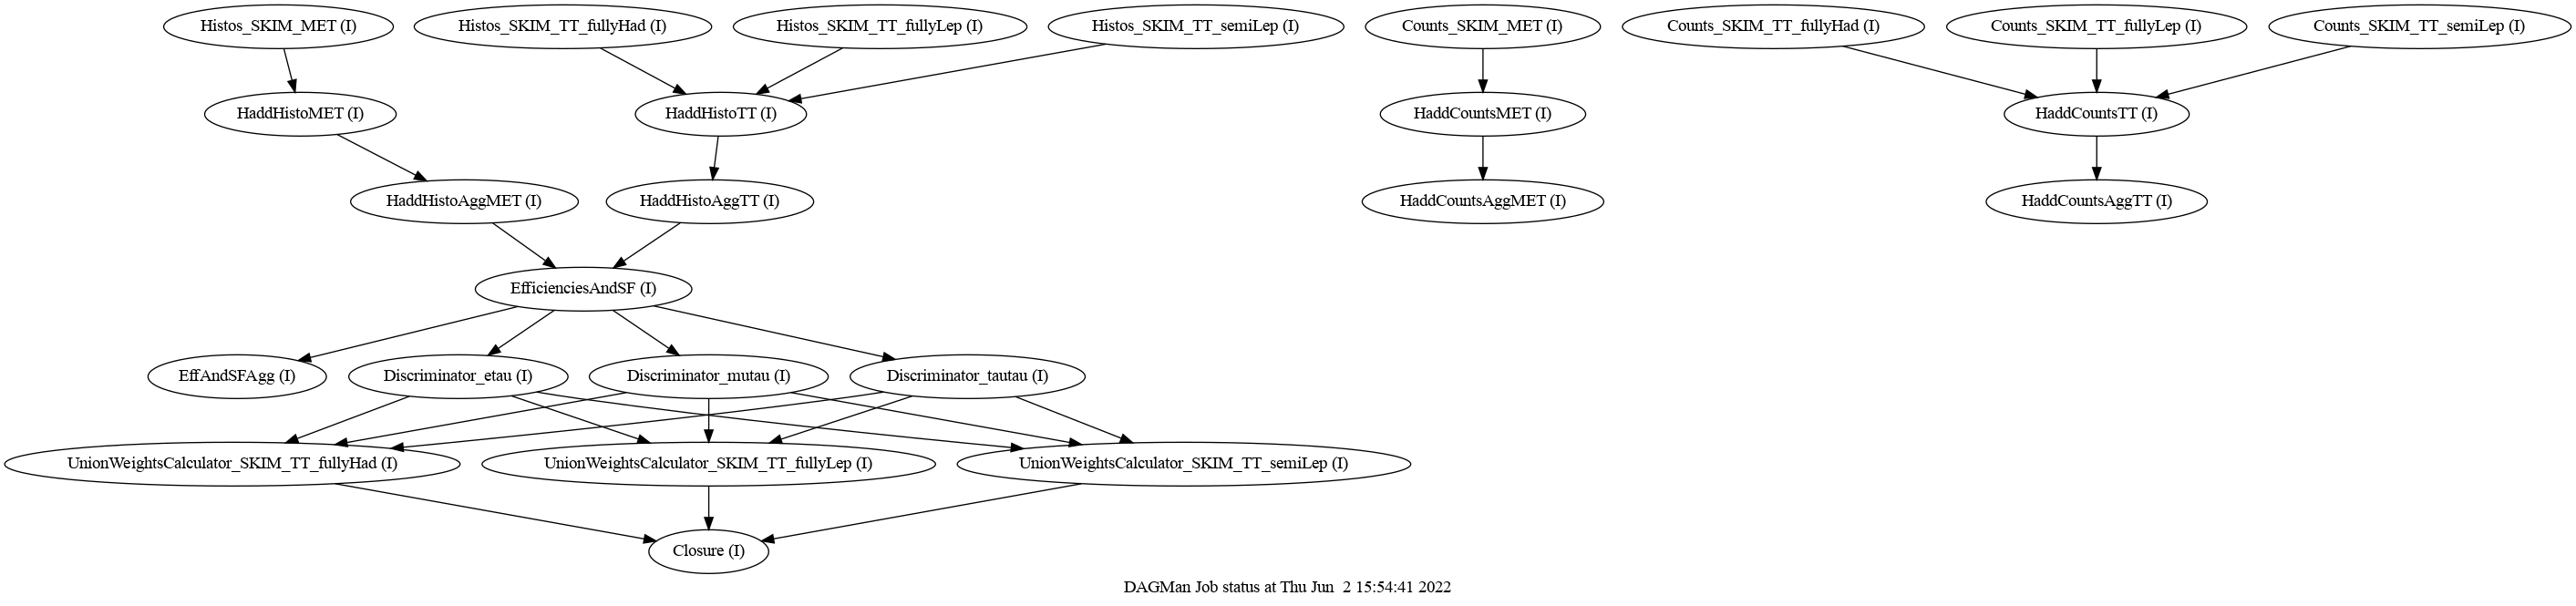 Histos_SKIM_MET (I)
Histos_SKIM_TT_fullyHad (I)
Histos_SKIM_TT_fullyLep (I)
Histos_SKIM_TT_semiLep (I)
Counts_SKIM_MET (I)
Counts_SKIM_TT_fullyHad (I)
Counts_SKIM_TT_fullyLep (I)
Counts_SKIM_TT_semiLep (I)
HaddHistoMET (I)
HaddHistoTT (I)
HaddCountsMET (I)
HaddCountsTT (I)
HaddHistoAggMET (I)
HaddHistoAggTT (I)
HaddCountsAggMET (I)
HaddCountsAggTT (I)
EfficienciesAndSF (I)
EffAndSFAgg (I)
Discriminator_etau (I)
Discriminator_mutau (I)
Discriminator_tautau (I)
UnionWeightsCalculator_SKIM_TT_fullyHad (I)
UnionWeightsCalculator_SKIM_TT_fullyLep (I)
UnionWeightsCalculator_SKIM_TT_semiLep (I)
Closure (I)
DAGMan Job status at Thu Jun  2 15:54:41 2022